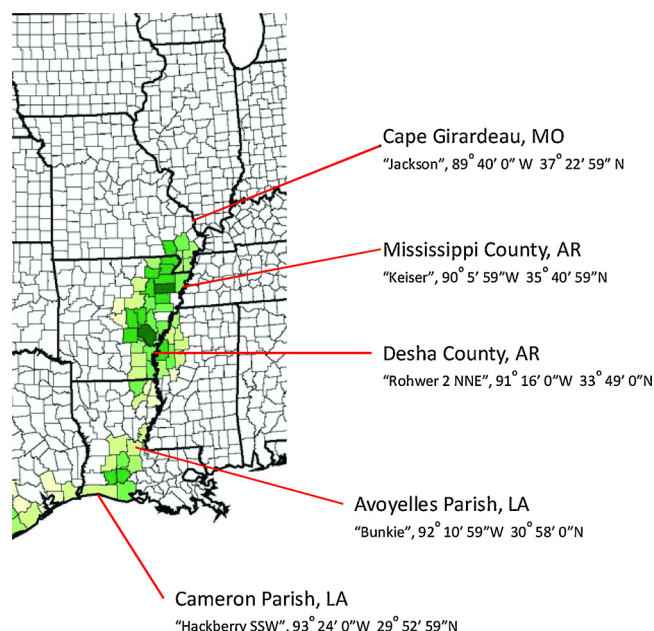 Cape Girardeau, MO
“Jackson”, 89° 40’ 0” W 37° 22’ 59” N
Mississippi County, AR
“Keiser”, 90° 5’ 59”W 35° 40’ 59”N
Desha County, AR
“Rohwer 2 NNE”, 91° 16’ 0”W 33° 49’ 0”N
Avoyelles Parish, LA
“Bunkie”, 92° 10’ 59”W 30° 58’ 0”N
Cameron Parish, LA
“Hackberry SSW”, 93° 24’ 0”W 29° 52’ 59”N